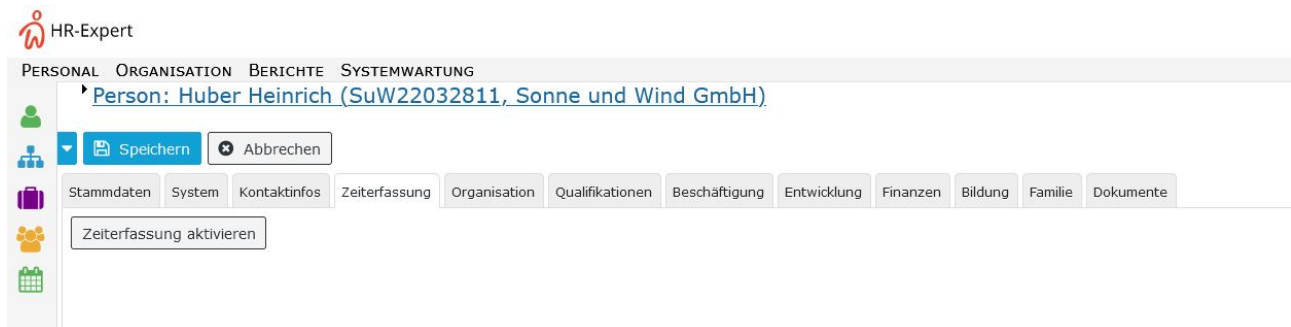 HR-Expert
PERSONAL ORGANISATION BERICHTE SYSTEMWARTUNG
Person: Huber Heinrich (SuW22032811, Sonne und Wind GmbH)
Speichern Abbrechen
Stammdaten System Kontaktinfos Zeiterfassung Organisation Qualifikationen Beschäftigung Entwicklung Finanzen Bildung Familie Dokumente
Zeiterfassung aktivieren